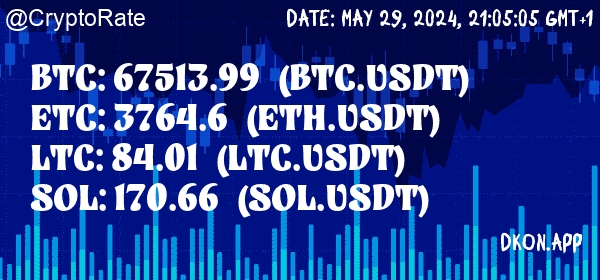 @CryptoRate
DATE: MAY 29, 2024, 21:05:05 GMT+1
BTC: 67513.99 (BTC.USDT)
ETC: 3764.6 (ETH.USDT)
LTC: 84.01 (LTC.USDT)
SOL: 170.66 (SOL.USDT)
DKON.APP